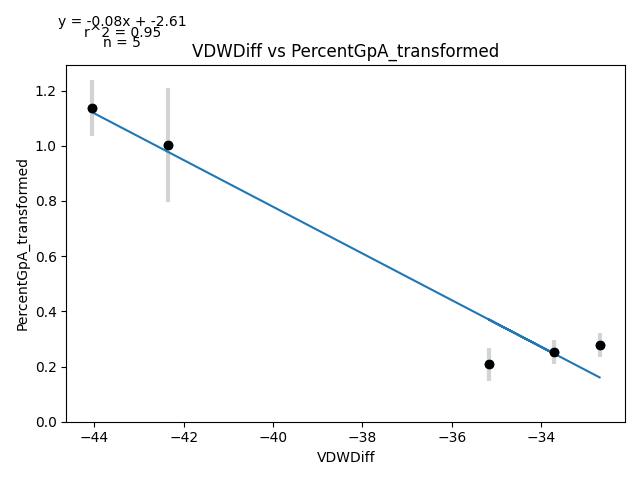 y = -0.08x + -2.61
r^2 = 0.95
n = 5
VDWDiff vs PercentGpA_transformed
PercentGpA_transformed
1.2
1.0
0.8
0.6
0.4
0.2
0.0
−44 −42 −40 −38 −36 −34
VDWDiff